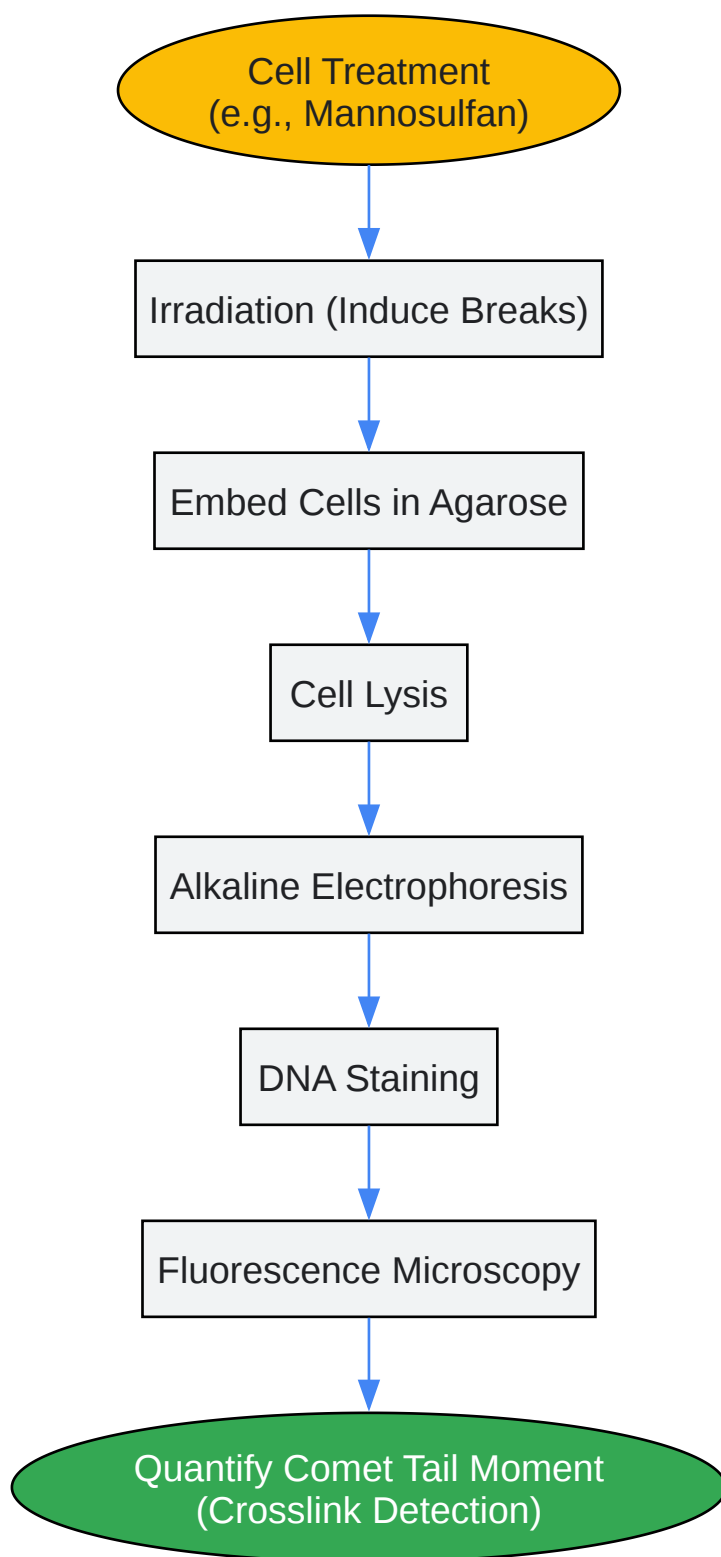 Cell Treatment
(e.g., Mannosulfan)
Irradiation (Induce Breaks)
Embed Cells in Agarose
Cell Lysis
Alkaline Electrophoresis
DNA Staining
Fluorescence Microscopy
Quantify Comet Tail Moment
(Crosslink Detection)